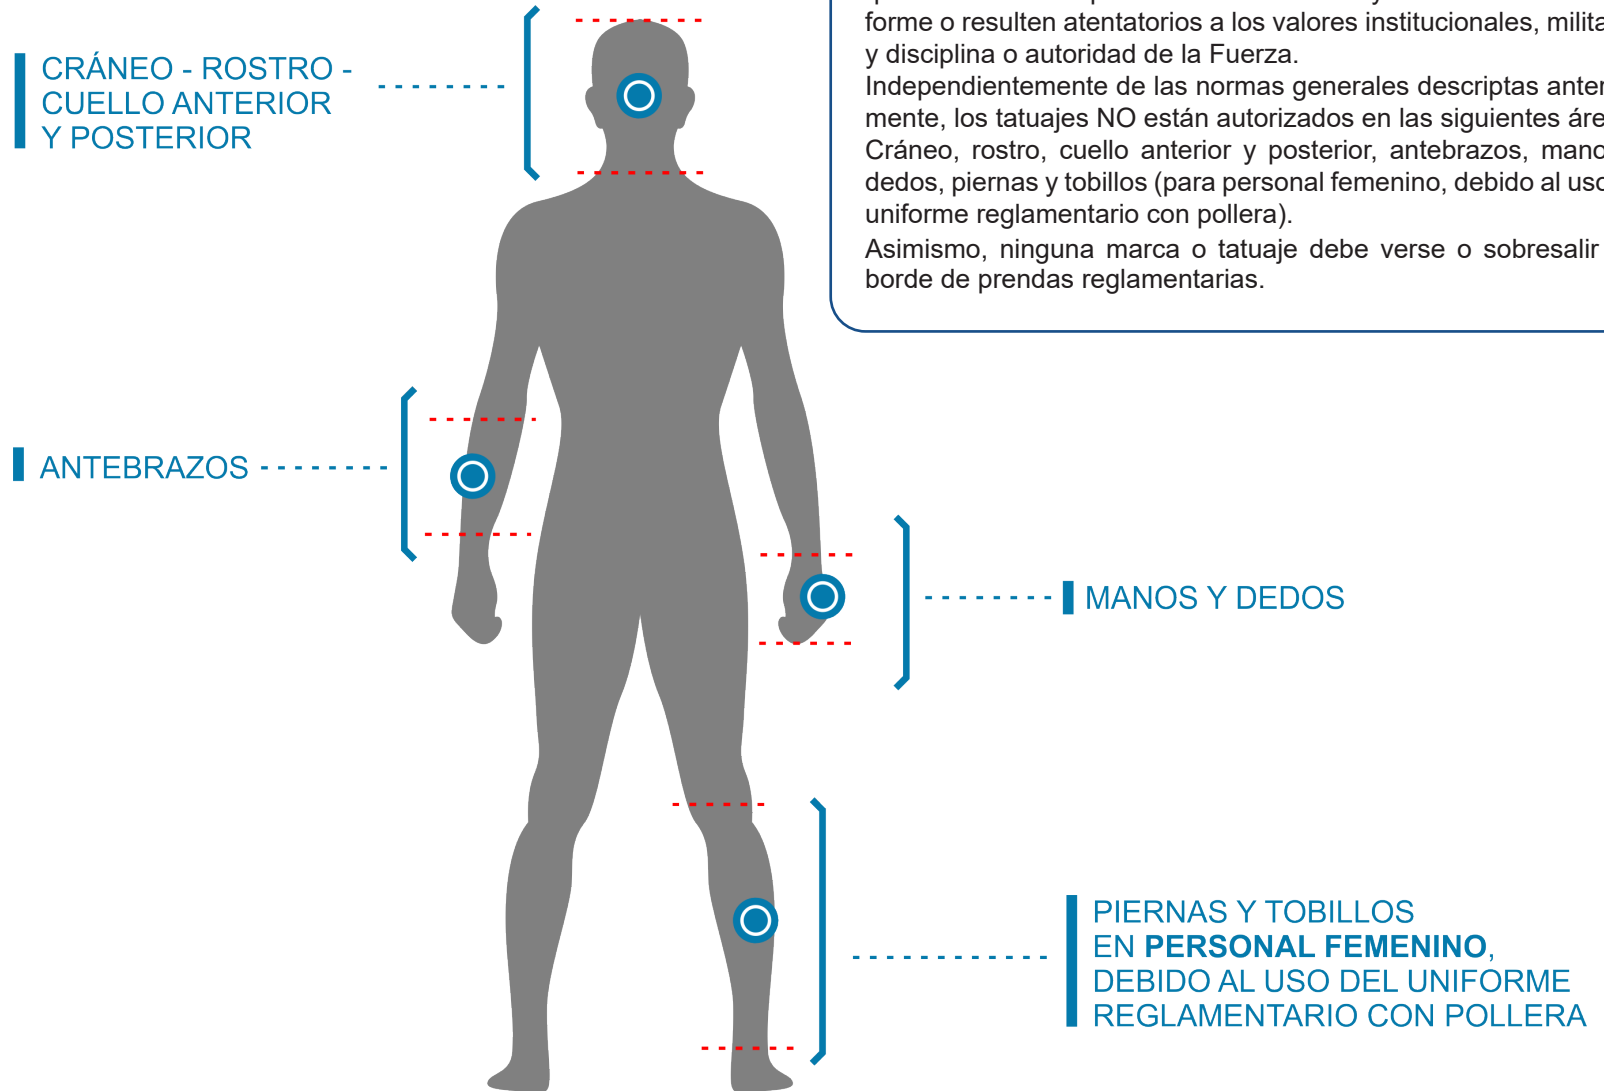 forme o resulten atentatorios a los valores institucionales, milita
y disciplina o autoridad de la Fuerza.
Independientemente de las normas generales descriptas anter
mente, los tatuajes NO están autorizados en las siguientes áre
Cráneo, rostro, cuello anterior y posterior, antebrazos, mano
dedos, piernas y tobillos (para personal femenino, debido al uso
uniforme reglamentario con pollera).
Asimismo, ninguna marca o tatuaje debe verse o sobresalir
borde de prendas reglamentarias.
CRÁNEO - ROSTRO -
CUELLO ANTERIOR
Y POSTERIOR
ANTEBRAZOS
MANOS Y DEDOS
PIERNAS Y TOBILLOS
EN PERSONAL FEMENINO,
DEBIDO AL USO DEL UNIFORME
REGLAMENTARIO CON POLLERA